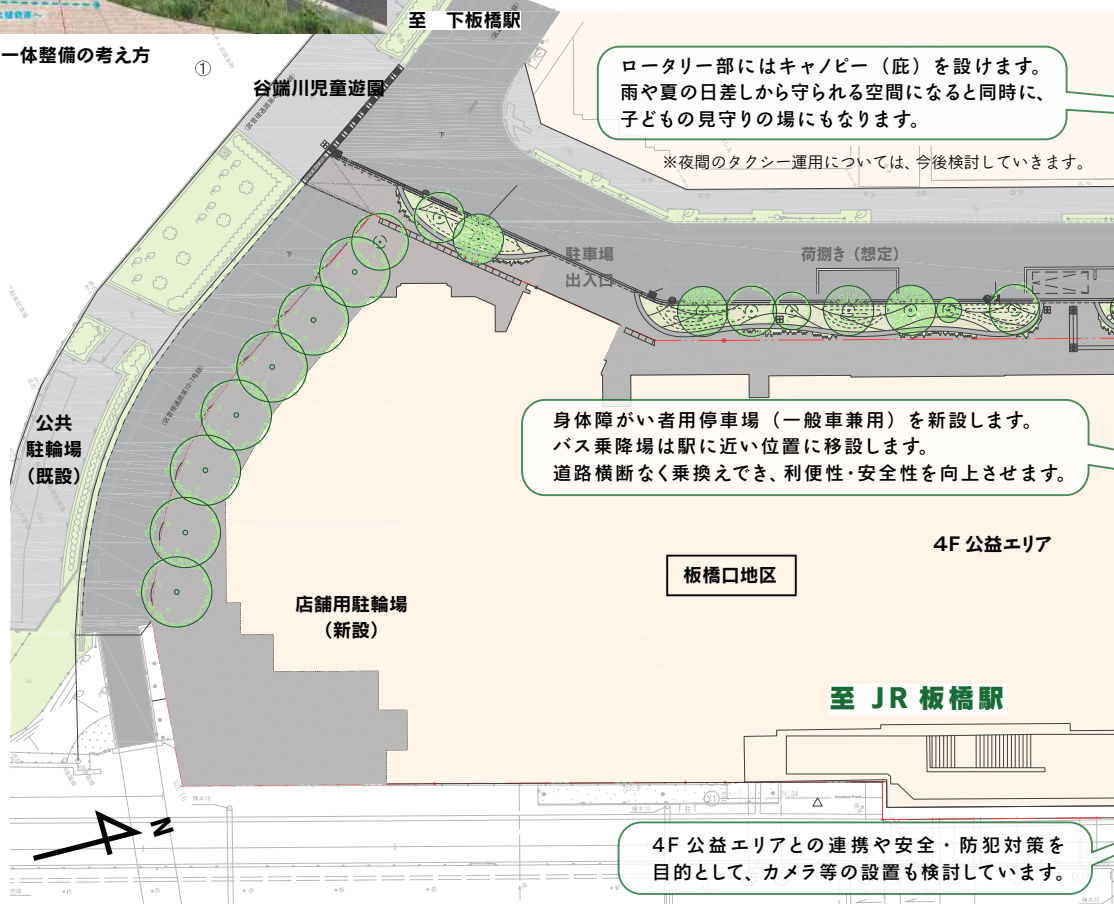 至 下板橋駅
一体整備の考え方
①
谷端川児童遊園
ロータリー部にはキャノピー（庇）を設けます。
雨や夏の日差しから守られる空間になると同時に、
子どもの見守りの場にもなります。
※夜間のタクシー運用については、今後検討していきます。
駐車場
出入口
荷捌き（想定）
下
下
公共
駐輪場
（既設）
身体障がい者用停車場（一般車兼用）を新設します。
バス乗降場は駅に近い位置に移設します。
道路横断なく乗換えでき、利便性・安全性を向上させます。
4F 公益エリア
板橋口地区
店舗用駐輪場
（新設）
至 JR 板橋駅
N
4F 公益エリアとの連携や安全・防犯対策を
目的として、カメラ等の設置も検討しています。